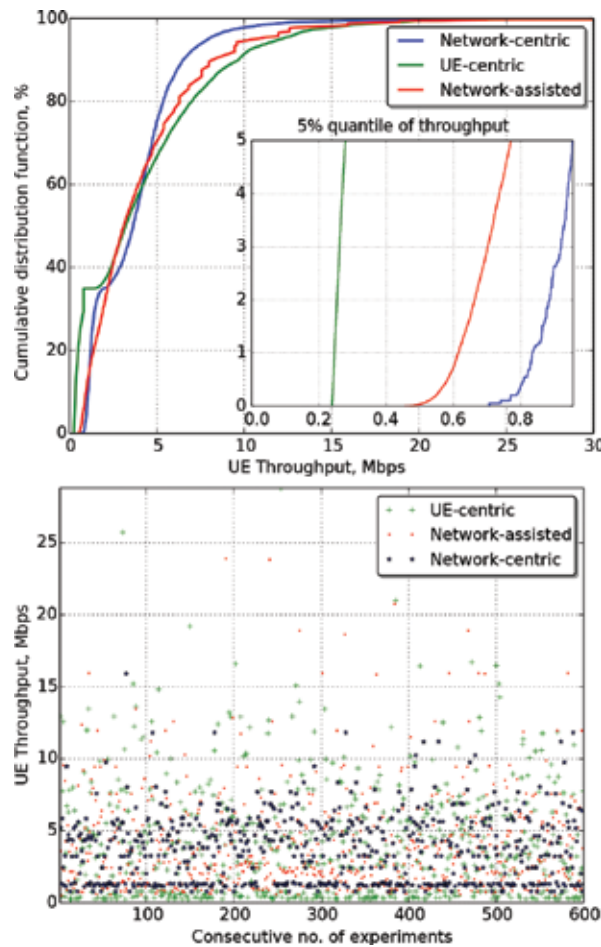 100
80
60
40
20
0
Cumulative distribution function, %
Network-centric
UE-centric
Network-assisted
5% quantile of throughput
5
4
3
2
1
0
0.0 0.2 0.4 0.6 0.8
0 5 10 15 20 25 30
UE Throughput, Mbps
25
20
15
10
5
0
UE Throughput, Mbps
UE-centric
Network-assisted
Network-centric
100 200 300 400 500 600
Consecutive no. of experiments